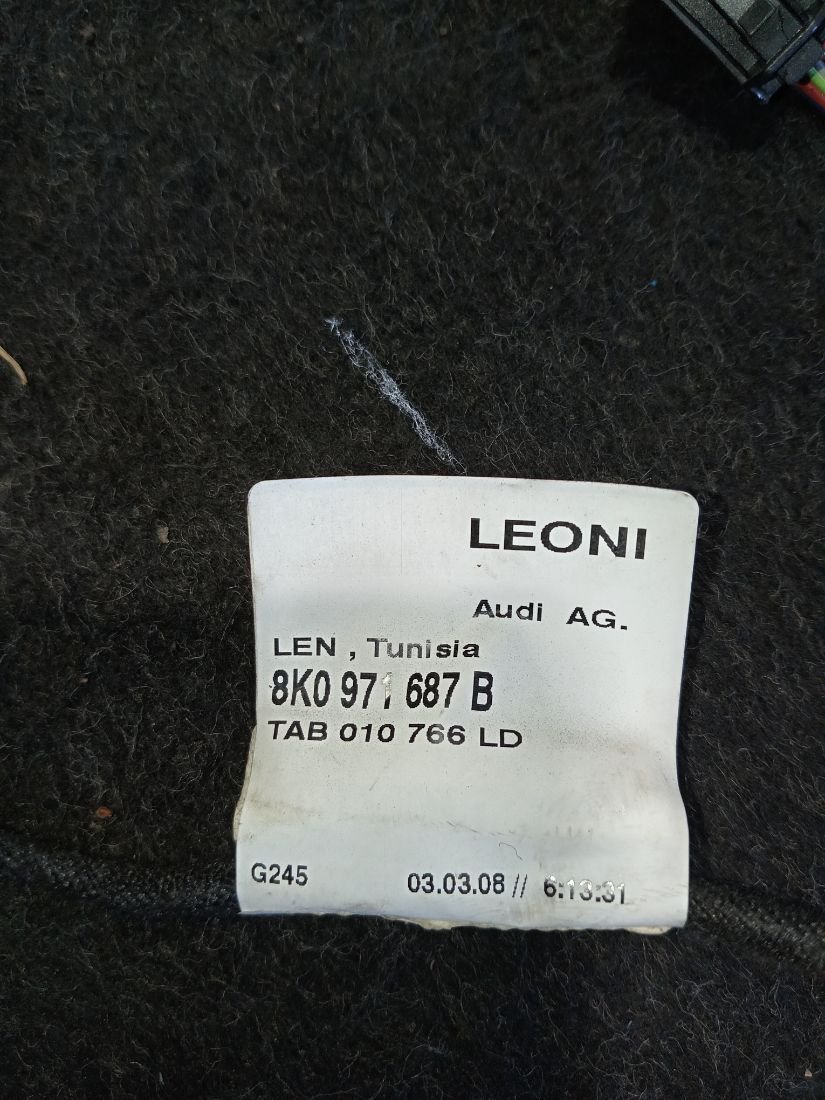 LEONI
Audi AG.
LEN , Tunisia
8K0 971 687 B
TAB 010 766 LD
G245 03.03.08 // 6:13:31